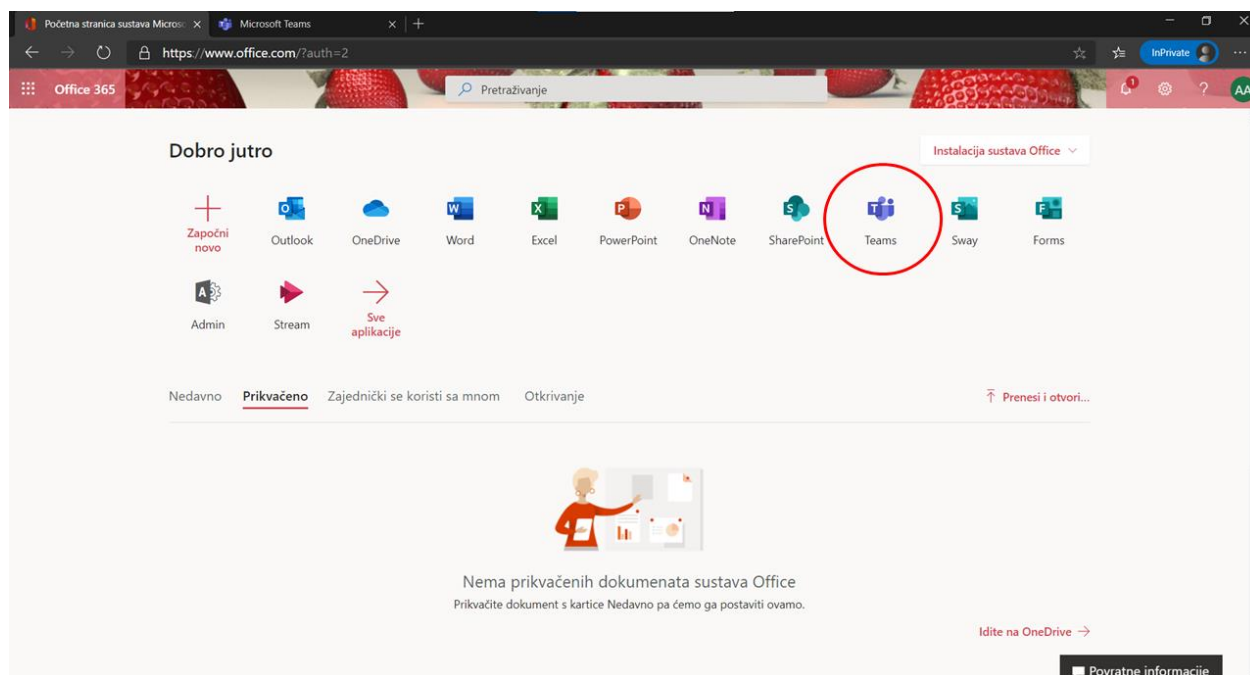 Početna stranica sustava Micros
Microsoft Teams
https://www.office.com/?auth=2
InPrivate
Office 365
Pretraživanje
1
?
AA
Dobro jutro
Instalacija sustava Office
Započni novo
Outlook
OneDrive
Word
Excel
PowerPoint
OneNote
SharePoint
Teams
Sway
Forms
Admin
Stream
Sve aplikacije
Nedavno
Prikvačeno
Zajednički se koristi sa mnom
Otkrivanje
Prenesi i otvori...
Nema prikvačenih dokumenata sustava Office
Prikvačite dokument s kartice Nedavno pa ćemo ga postaviti ovamo.
Idite na OneDrive
Povratne informacije